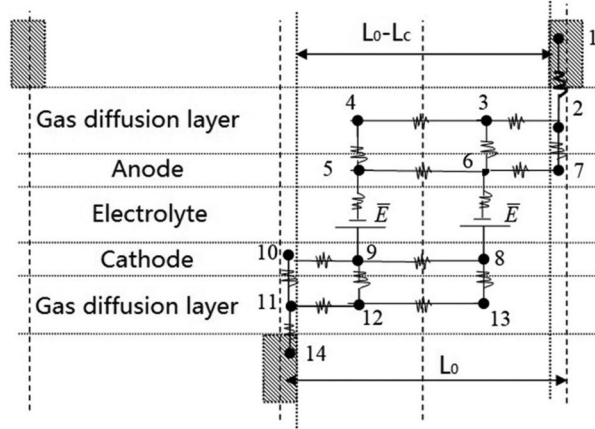 L₀-Lc
1
Gas diffusion layer
4
3
2
Anode
5
6
7
Electrolyte
E̅
E̅
Cathode
10
9
8
Gas diffusion layer
11
12
13
14
L₀